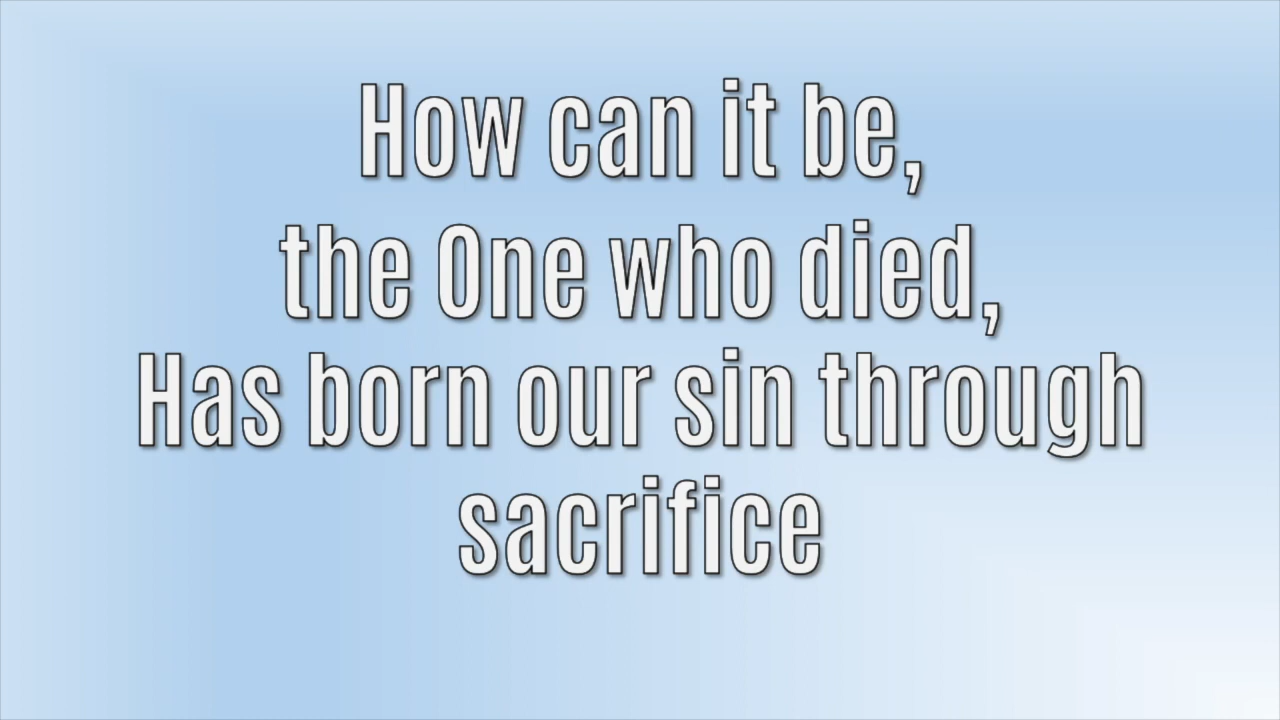 How can it be,
the One who died,
Has born our sin through
sacrifice